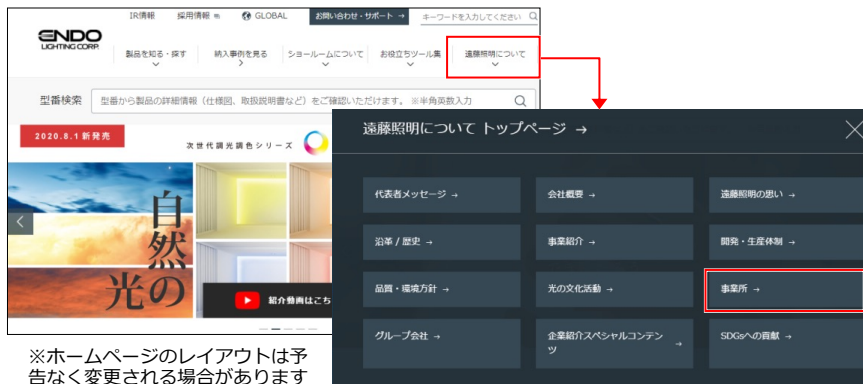 IR情報 採用情報 GLOBAL お問い合わせ・サポート → キーワードを入力してください
ENDO
LIGHTING CORP.
製品を知る・探す 納入事例を見る ショールームについて お役立ちツール集 遠藤照明について
型番検索 型番から製品の詳細情報（仕様図、取扱説明書など）をご確認いただけます。 ※半角英数入力
2020.8.1 新発売
次世代調光調色シリーズ
自然の光
紹介動画はこち
遠藤照明について トップページ →
代表者メッセージ → 会社概要 → 遠藤照明の思い →
沿革 / 歴史 → 事業紹介 → 開発・生産体制 →
品質・環境方針 → 光の文化活動 → 事業所 →
グループ会社 → 企業紹介スペシャルコンテン
ツ → SDGsへの貢献 →
※ホームページのレイアウトは予
告なく変更される場合があります